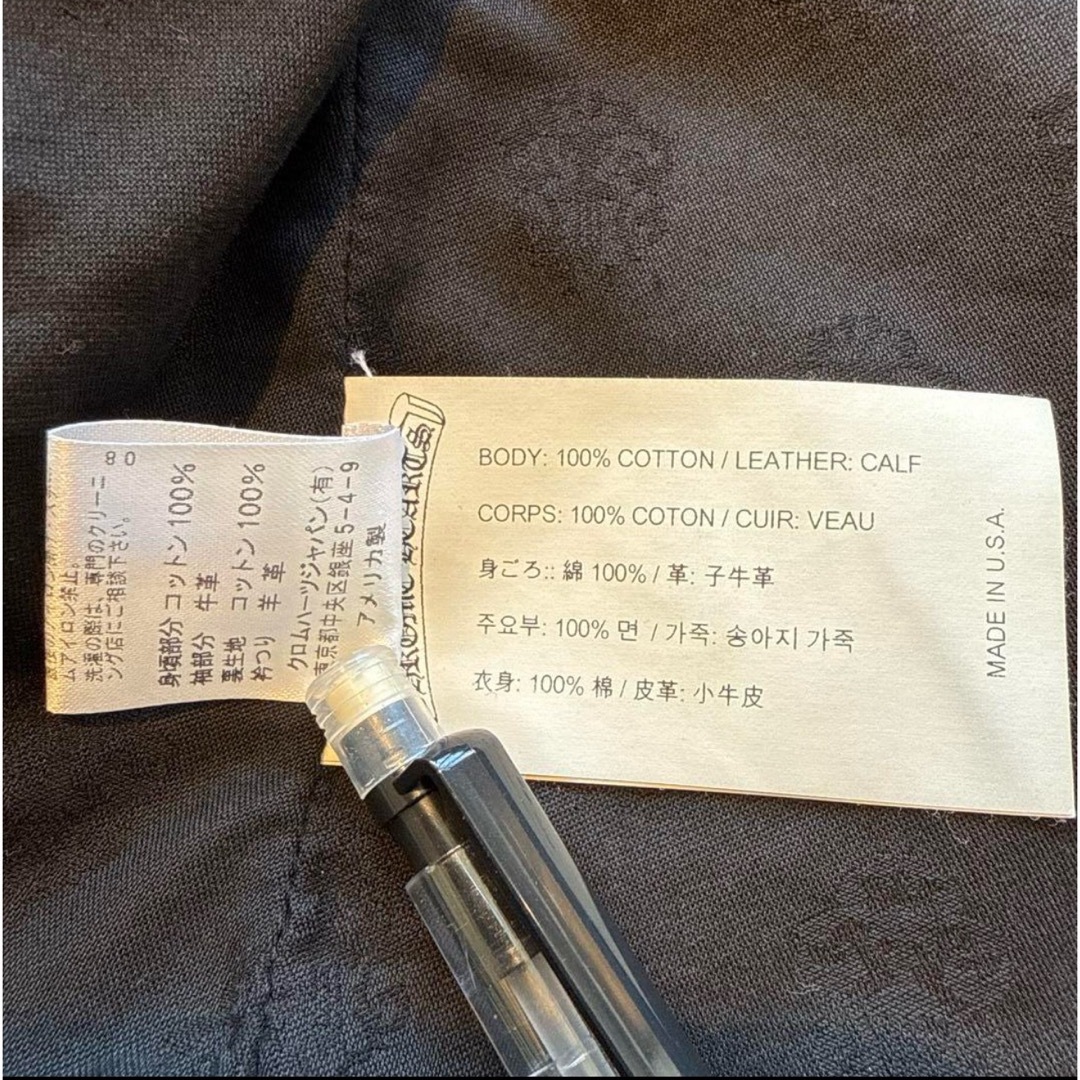 80
ムアイロン禁止。
洗濯の際は、専門のクリーニ
ング店にご相談下さい。
身頃部分 コットン 100%
袖部分 牛革
裏生地 コットン 100%
衿つり 羊革
クロムハーツジャパン(有)
東京都中央区銀座5-4-9
アメリカ製
BODY: 100% COTTON / LEATHER: CALF
CORPS: 100% COTON / CUIR: VEAU
身ごろ:: 綿 100% / 革: 子牛革
주요부: 100% 면 / 가죽: 송아지 가죽
衣身: 100% 棉 / 皮革: 小牛皮
MADE IN U.S.A.